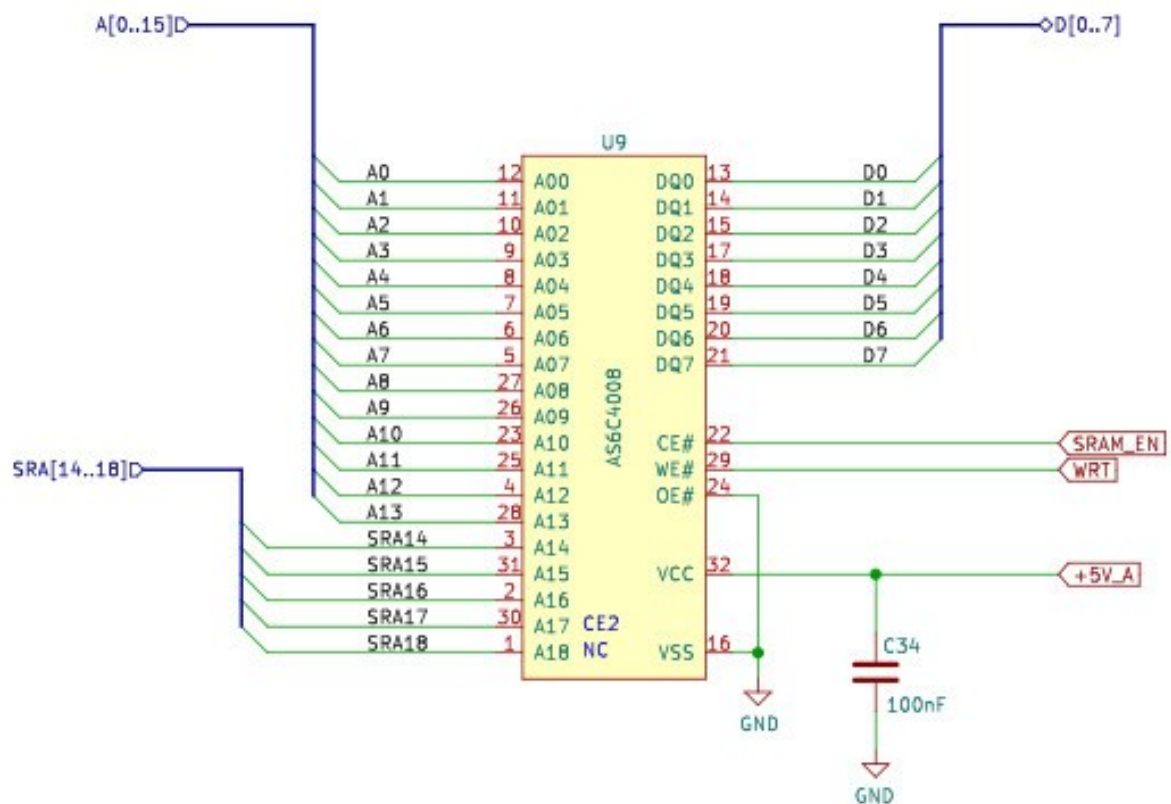 A[0..15]
D[0..7]
U9
A0 12 A00 DQ0 13 D0
A1 11 A01 DQ1 14 D1
A2 10 A02 DQ2 15 D2
A3 9 A03 DQ3 17 D3
A4 8 A04 DQ4 18 D4
A5 7 A05 DQ5 19 D5
A6 6 A06 DQ6 20 D6
A7 5 A07 DQ7 21 D7
A8 27 A08
A9 26 A09
AS6C4008
A10 23 A10 CE# 22 SRAM_EN
SRA[14..18]
A11 25 A11 WE# 29 WRT
A12 4 A12 OE# 24
A13 28 A13
SRA14 3 A14
SRA15 31 A15 VCC 32 +5V_A
SRA16 2 A16
SRA17 30 A17 CE2
SRA18 1 A18 NC VSS 16
C34
100nF
GND
GND